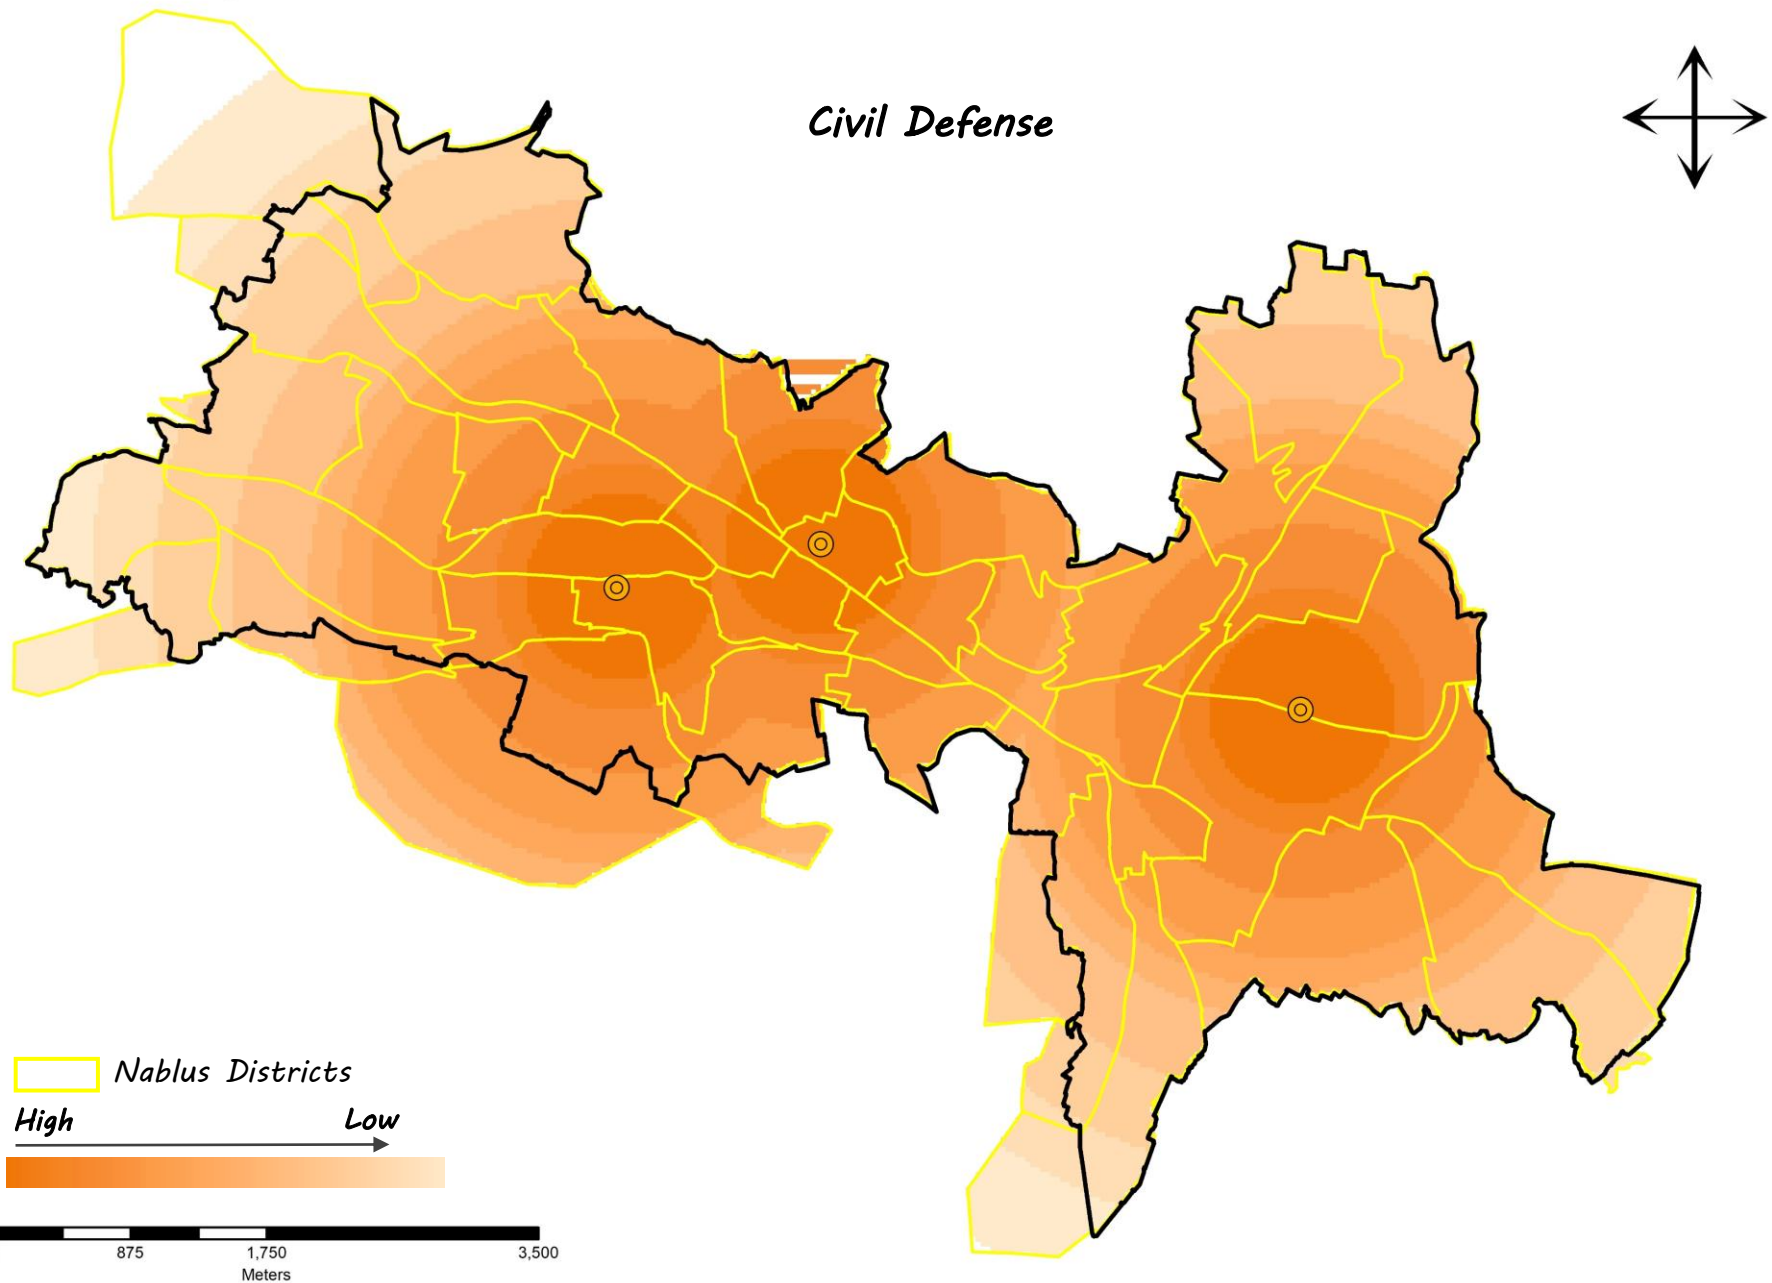 Civil Defense
Nablus Districts
High Low
875 1,750 3,500
Meters